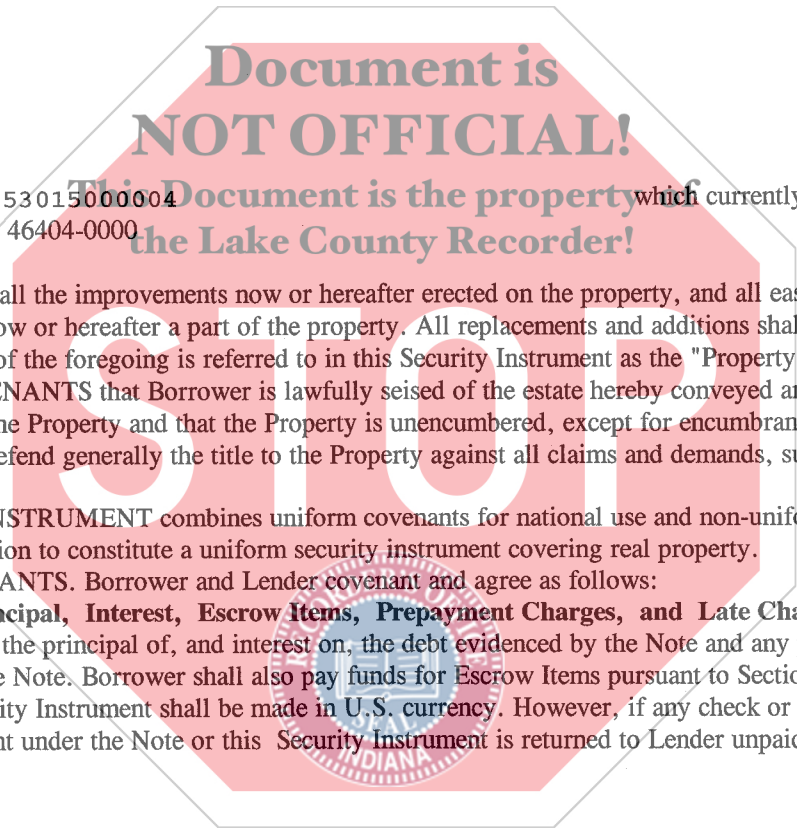 Document is
NOT OFFICIAL!
53015000004 This Document is the property of which currently
46404-0000 the Lake County Recorder!
all the improvements now or hereafter erected on the property, and all eas
ow or hereafter a part of the property. All replacements and additions shal
of the foregoing is referred to in this Security Instrument as the "Property
ENANTS that Borrower is lawfully seised of the estate hereby conveyed an
he Property and that the Property is unencumbered, except for encumbran
efend generally the title to the Property against all claims and demands, su
NSTRUMENT combines uniform covenants for national use and non-unifo
tion to constitute a uniform security instrument covering real property.
ANTS. Borrower and Lender covenant and agree as follows:
ncipal, Interest, Escrow Items, Prepayment Charges, and Late Cha
the principal of, and interest on, the debt evidenced by the Note and any
e Note. Borrower shall also pay funds for Escrow Items pursuant to Sectio
ity Instrument shall be made in U.S. currency. However, if any check or
nt under the Note or this Security Instrument is returned to Lender unpaid
STOP
RECORDER'S OFFICE
SEAL
INDIANA